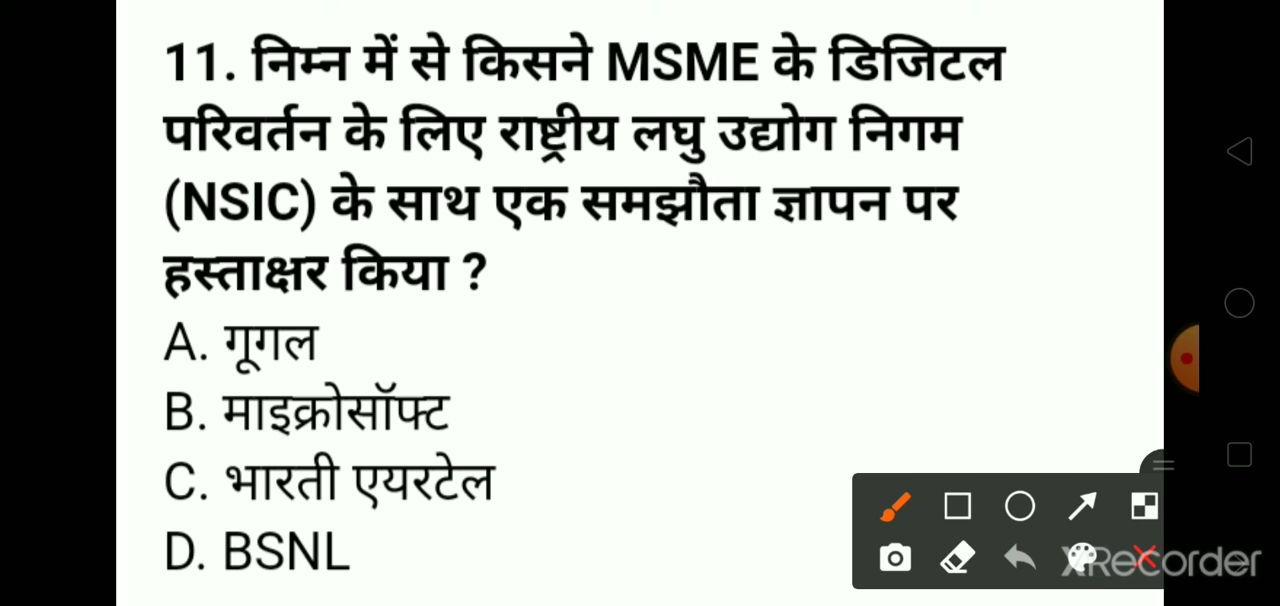 11. निम्न में से किसने MSME के डिजिटल
परिवर्तन के लिए राष्ट्रीय लघु उद्योग निगम
(NSIC) के साथ एक समझौता ज्ञापन पर
हस्ताक्षर किया ?
A. गूगल
B. माइक्रोसॉफ्ट
C. भारती एयरटेल
D. BSNL
XRecorder